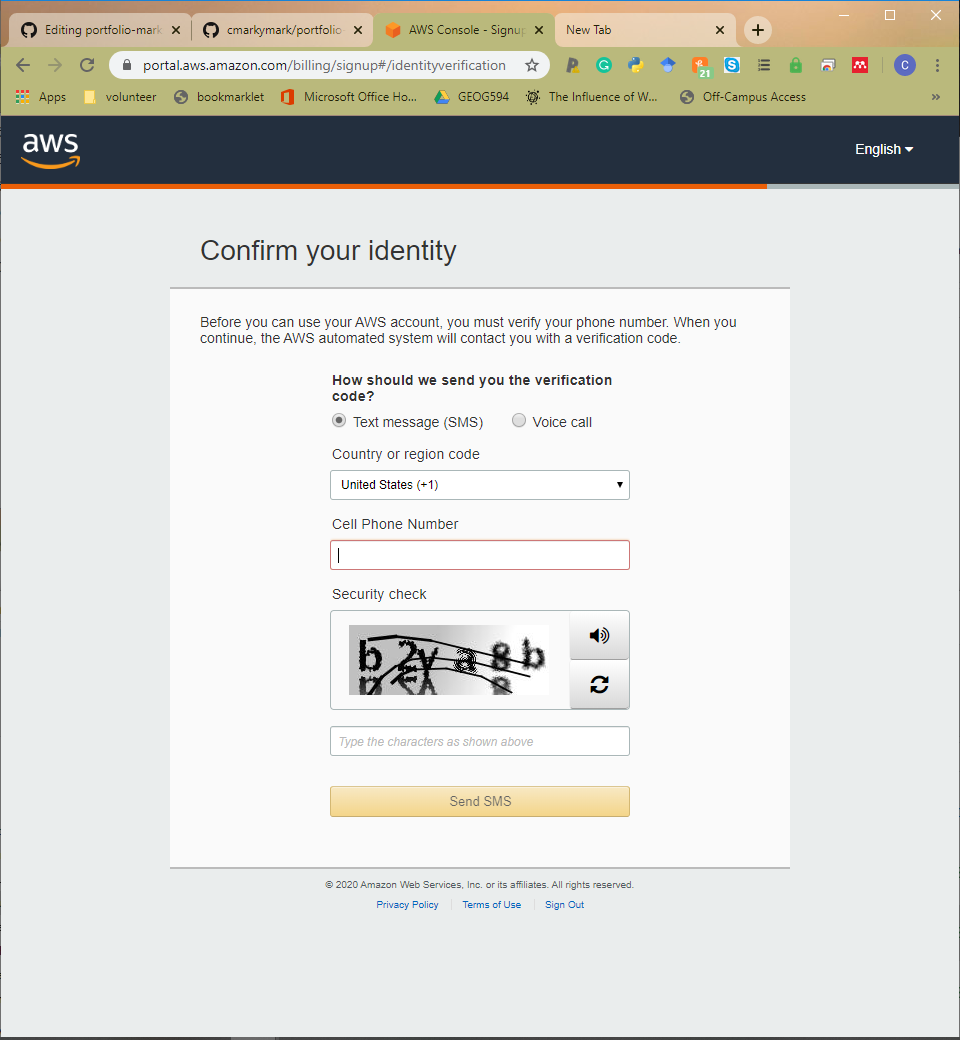 Editing portfolio-mark
cmarkymark/portfolio
AWS Console - Signup
New Tab
portal.aws.amazon.com/billing/signup#/identityverification
21
C
Apps
volunteer
bookmarklet
Microsoft Office Ho...
GEOG594
The Influence of W...
Off-Campus Access
»
aws
English
Confirm your identity
Before you can use your AWS account, you must verify your phone number. When you
continue, the AWS automated system will contact you with a verification code.
How should we send you the verification
code?
Text message (SMS)
Voice call
Country or region code
United States (+1)
Cell Phone Number
Security check
Type the characters as shown above
Send SMS
© 2020 Amazon Web Services, Inc. or its affiliates. All rights reserved.
Privacy Policy
Terms of Use
Sign Out